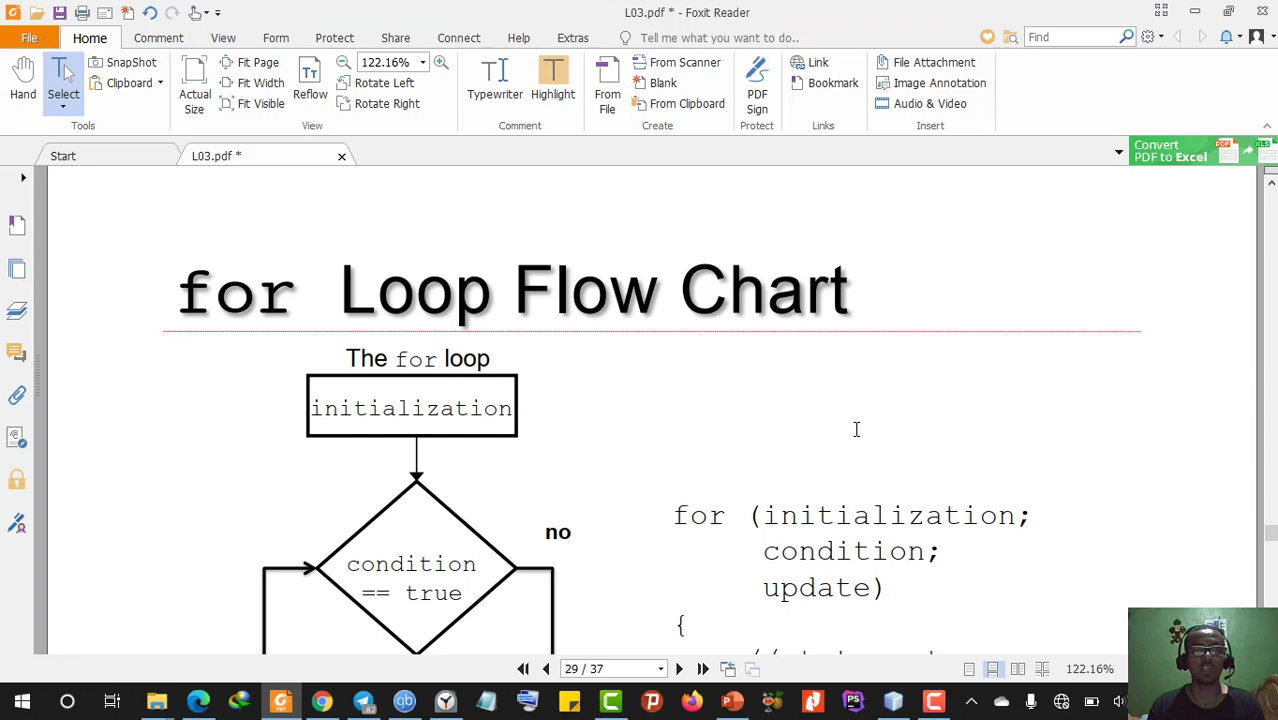 L03.pdf * - Foxit Reader
File Home Comment View Form Protect Share Connect Help Extras Tell me what you want to do.. Find
Hand
Select
SnapShot
Clipboard
Tools
Actual
Size
Fit Page
Fit Width
Fit Visible
Reflow
122.16%
Rotate Left
Rotate Right
View
Typewriter
Highlight
Comment
From
File
From Scanner
Blank
From Clipboard
Create
PDF
Sign
Protect
Link
Bookmark
Links
File Attachment
Image Annotation
Audio & Video
Insert
Start
L03.pdf *
Convert
PDF to Excel
for Loop Flow Chart
The for loop
initialization
condition
== true
no
for (initialization;
condition;
update)
{
29 / 37
122.16%